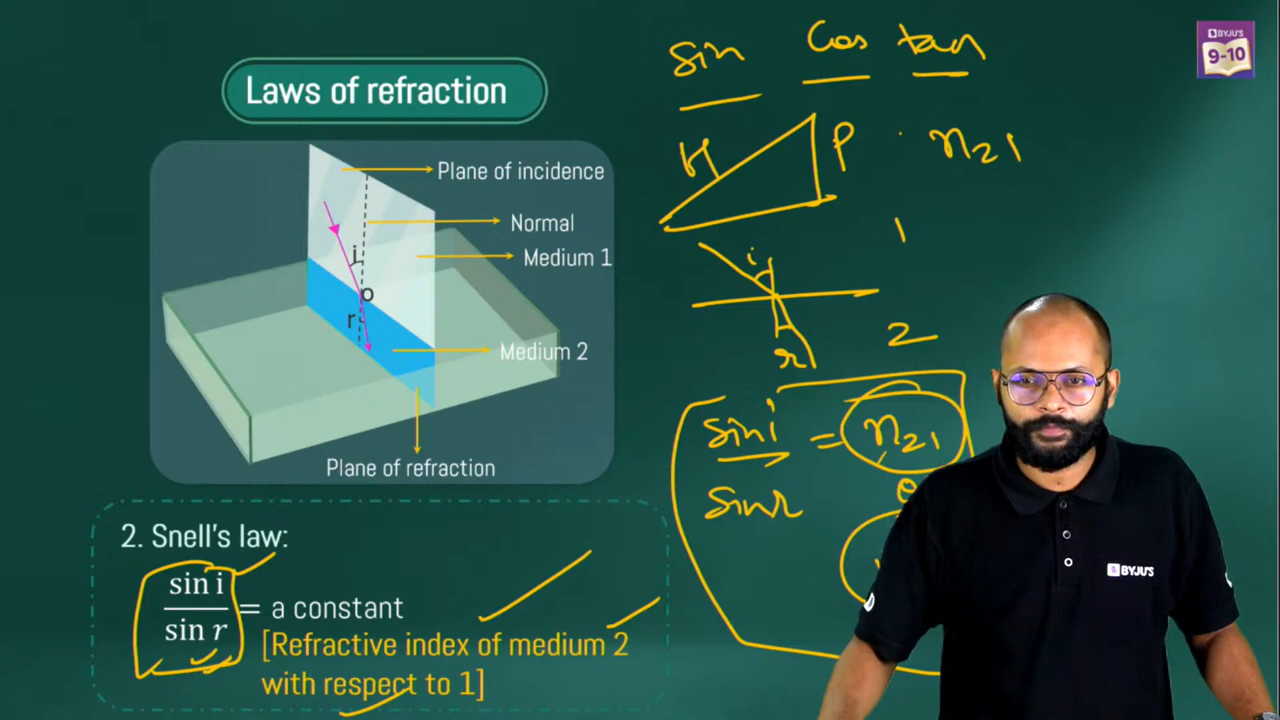 Laws of refraction
Plane of incidence
Normal
Medium 1
i
O
r
Medium 2
Plane of refraction
2. Snell's law:
sin i
sin r
= a constant
[Refractive index of medium 2
with respect to 1]
sin Cos tan
H P n21
1
i
2
r
sin i = n21
sin r
BYJU'S
9-10
BYJU'S